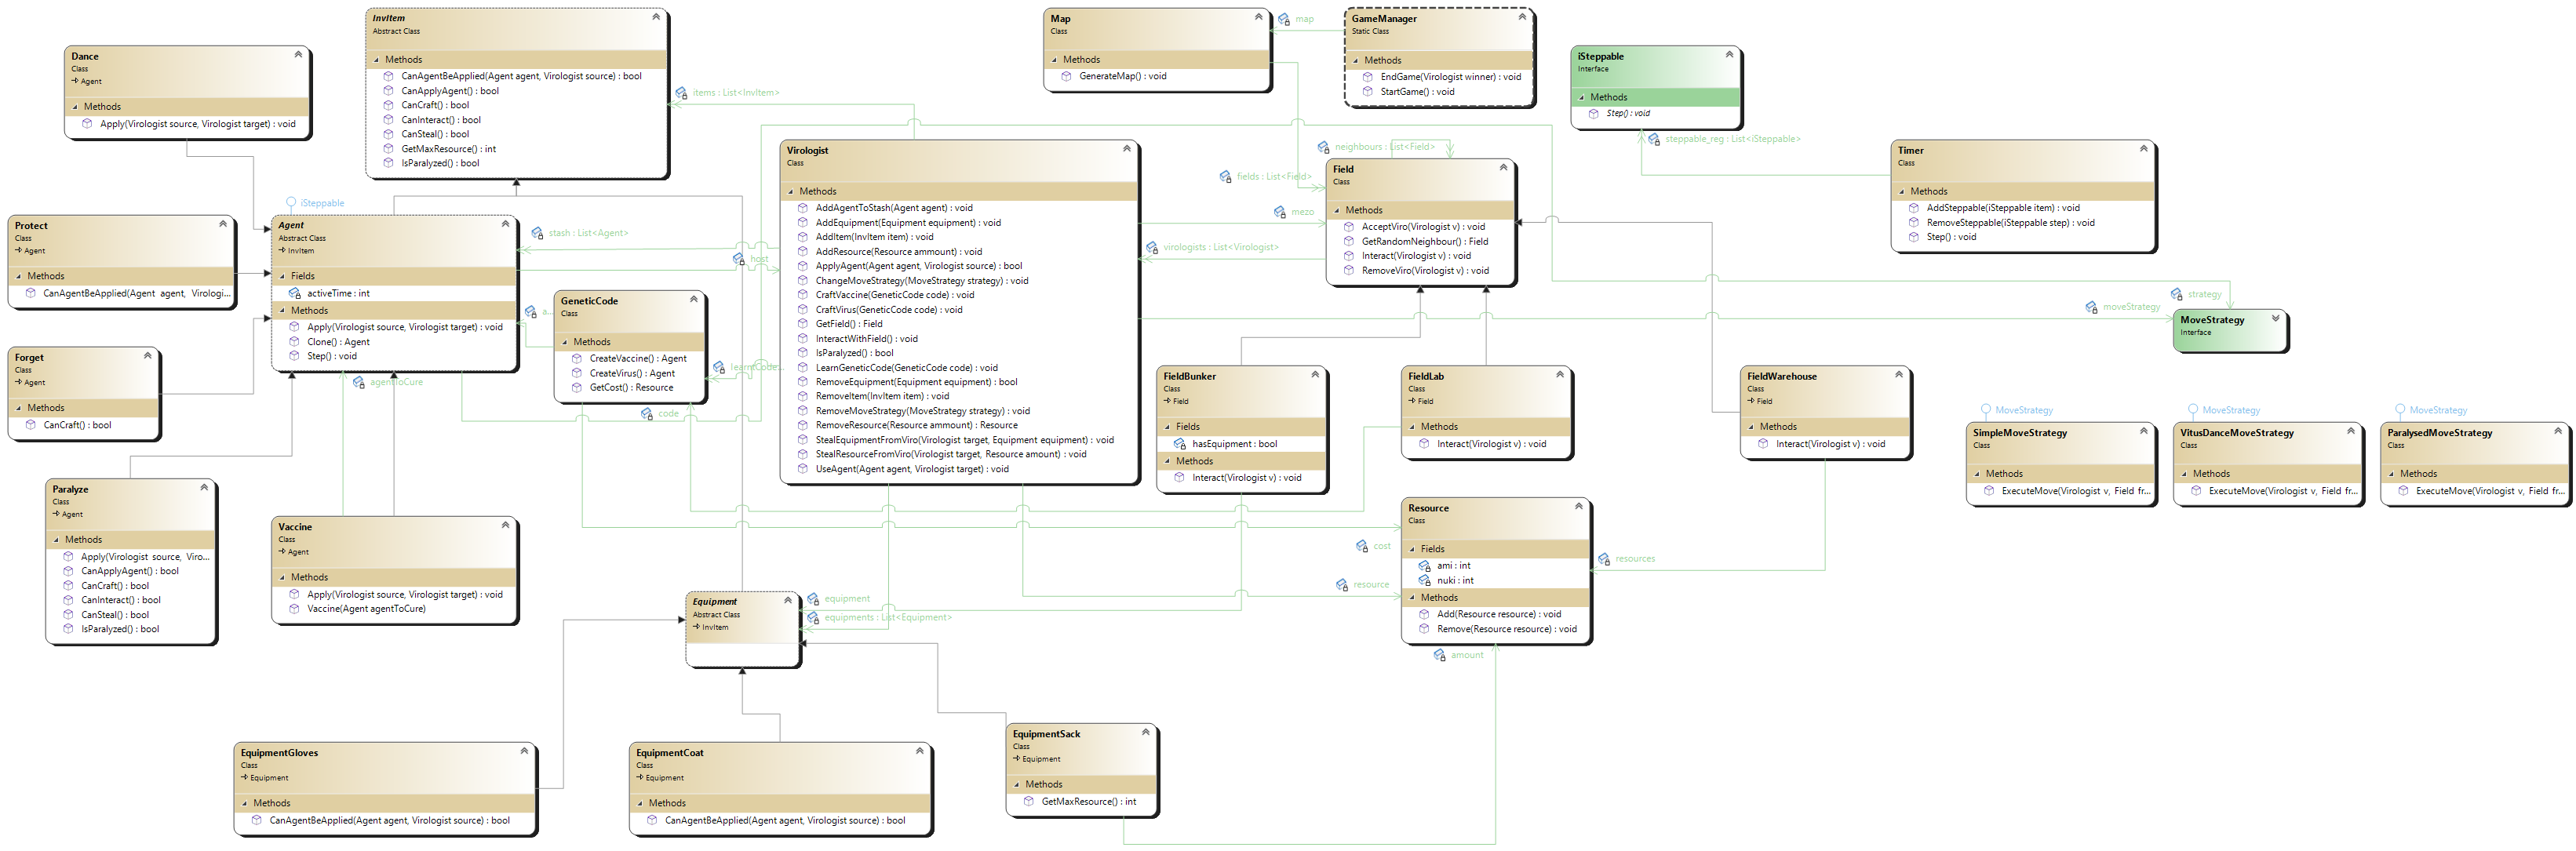 InvItem
Abstract Class
Methods
CanAgentBeApplied(Agent agent, Virologist source) : bool
CanApplyAgent() : bool
CanCraft() : bool
CanInteract() : bool
CanSteal() : bool
GetMaxResource() : int
IsParalyzed() : bool
Dance
Class
Agent
Methods
Apply(Virologist source, Virologist target) : void
Map
Class
Methods
GenerateMap() : void
map
GameManager
Static Class
Methods
EndGame(Virologist winner) : void
StartGame() : void
iSteppable
Interface
Methods
Step() : void
steppable_reg : List<iSteppable>
Timer
Class
Methods
AddSteppable(iSteppable item) : void
RemoveSteppable(iSteppable step) : void
Step() : void
items : List<InvItem>
Virologist
Class
Methods
AddAgentToStash(Agent agent) : void
AddEquipment(Equipment equipment) : void
AddItem(InvItem item) : void
AddResource(Resource ammount) : void
ApplyAgent(Agent agent, Virologist source) : bool
ChangeMoveStrategy(MoveStrategy strategy) : void
CraftVaccine(GeneticCode code) : void
CraftVirus(GeneticCode code) : void
GetField() : Field
InteractWithField() : void
IsParalyzed() : bool
LearnGeneticCode(GeneticCode code) : void
RemoveEquipment(Equipment equipment) : bool
RemoveItem(InvItem item) : void
RemoveMoveStrategy(MoveStrategy strategy) : void
RemoveResource(Resource ammount) : Resource
StealEquipmentFromViro(Virologist target, Equipment equipment) : void
StealResourceFromViro(Virologist target, Resource amount) : void
UseAgent(Agent agent, Virologist target) : void
neighbours : List<Field>
fields : List<Field>
mezo
virologists : List<Virologist>
Field
Class
Methods
AcceptViro(Virologist v) : void
GetRandomNeighbour() : Field
Interact(Virologist v) : void
RemoveViro(Virologist v) : void
iSteppable
Agent
Abstract Class
InvItem
Fields
activeTime : int
Methods
Apply(Virologist source, Virologist target) : void
Clone() : Agent
Step() : void
stash : List<Agent>
host
Protect
Class
Agent
Methods
CanAgentBeApplied(Agent agent, Virologi...
Forget
Class
Agent
Methods
CanCraft() : bool
GeneticCode
Class
Methods
CreateVaccine() : Agent
CreateVirus() : Agent
GetCost() : Resource
a...
code
agentToCure
strategy
moveStrategy
MoveStrategy
Interface
FieldBunker
Class
Field
Fields
hasEquipment : bool
Methods
Interact(Virologist v) : void
FieldLab
Class
Field
Methods
Interact(Virologist v) : void
FieldWarehouse
Class
Field
Methods
Interact(Virologist v) : void
MoveStrategy
SimpleMoveStrategy
Class
Methods
ExecuteMove(Virologist v, Field fr...
MoveStrategy
VitusDanceMoveStrategy
Class
Methods
ExecuteMove(Virologist v, Field fr...
MoveStrategy
ParalysedMoveStrategy
Class
Methods
ExecuteMove(Virologist v, Field fr...
Paralyze
Class
Agent
Methods
Apply(Virologist source, Viro...
CanApplyAgent() : bool
CanCraft() : bool
CanInteract() : bool
CanSteal() : bool
IsParalyzed() : bool
Vaccine
Class
Agent
Methods
Apply(Virologist source, Virologist target) : void
Vaccine(Agent agentToCure)
Resource
Class
Fields
ami : int
nuki : int
Methods
Add(Resource resource) : void
Remove(Resource resource) : void
cost
resource
resources
amount
Equipment
Abstract Class
InvItem
equipment
equipments : List<Equipment>
EquipmentGloves
Class
Equipment
Methods
CanAgentBeApplied(Agent agent, Virologist source) : bool
EquipmentCoat
Class
Equipment
Methods
CanAgentBeApplied(Agent agent, Virologist source) : bool
EquipmentSack
Class
Equipment
Methods
GetMaxResource() : int